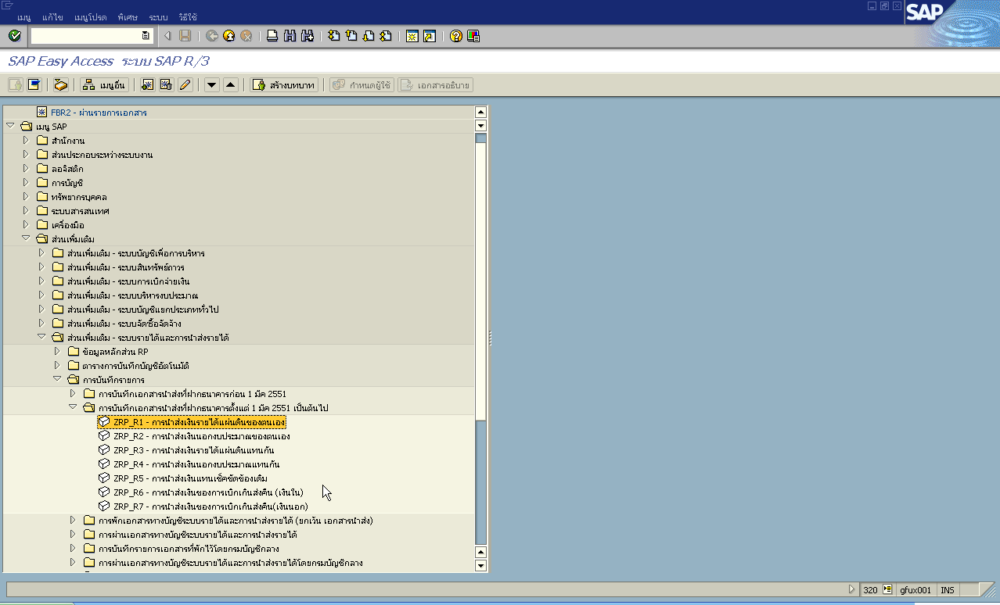 เมนู แก้ไข เมนูโปรด พิเศษ ระบบ วิธีใช้
SAP
SAP Easy Access ระบบ SAP R/3
เมนูอื่น สร้างบทบาท กำหนดผู้ใช้ เอกสารอธิบาย
FBR2 - ผ่านรายการเอกสาร
เมนู SAP
สำนักงาน
ส่วนประกอบระหว่างระบบงาน
ลอจิสติก
การบัญชี
ทรัพยากรบุคคล
ระบบสารสนเทศ
เครื่องมือ
ส่วนเพิ่มเติม
ส่วนเพิ่มเติม - ระบบบัญชีเพื่อการบริหาร
ส่วนเพิ่มเติม - ระบบสินทรัพย์ถาวร
ส่วนเพิ่มเติม - ระบบการเบิกจ่ายเงิน
ส่วนเพิ่มเติม - ระบบบริหารงบประมาณ
ส่วนเพิ่มเติม - ระบบบัญชีแยกประเภททั่วไป
ส่วนเพิ่มเติม - ระบบจัดซื้อจัดจ้าง
ส่วนเพิ่มเติม - ระบบรายได้และการนำส่งรายได้
ข้อมูลหลักส่วน RP
ตารางการบันทึกบัญชีอัตโนมัติ
การบันทึกรายการ
การบันทึกเอกสารนำส่งที่ฝากธนาคารก่อน 1 มีค 2551
การบันทึกเอกสารนำส่งที่ฝากธนาคารตั้งแต่ 1 มีค 2551 เป็นต้นไป
ZRP_R1 - การนำส่งเงินรายได้แผ่นดินของตนเอง
ZRP_R2 - การนำส่งเงินนอกงบประมาณของตนเอง
ZRP_R3 - การนำส่งเงินรายได้แผ่นดินแทนกัน
ZRP_R4 - การนำส่งเงินนอกงบประมาณแทนกัน
ZRP_R5 - การนำส่งเงินแทนเช็คขัดข้องเดิม
ZRP_R6 - การนำส่งเงินของการเบิกเกินส่งคืน (เงินใน)
ZRP_R7 - การนำส่งเงินของการเบิกเกินส่งคืน(เงินนอก)
การพักเอกสารทางบัญชีระบบรายได้และการนำส่งรายได้ (ยกเว้น เอกสารนำส่ง)
การผ่านเอกสารทางบัญชีระบบรายได้และการนำส่งรายได้
การบันทึกรายการเอกสารที่พักไว้โดยกรมบัญชีกลาง
การผ่านเอกสารทางบัญชีระบบรายได้และการนำส่งรายได้โดยกรมบัญชีกลาง
320 gfux001 INS